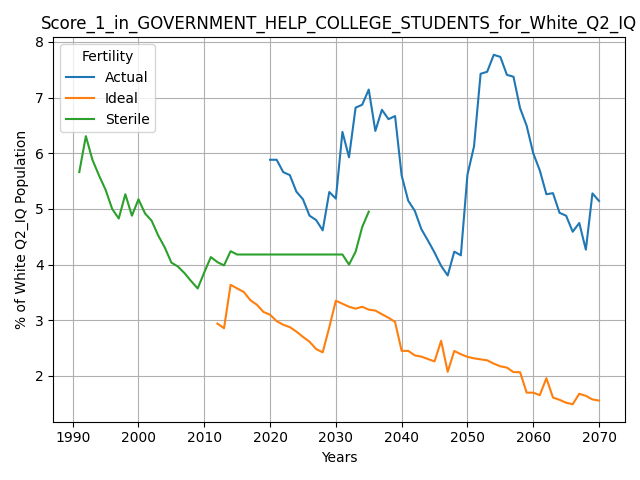 Score_1_in_GOVERNMENT_HELP_COLLEGE_STUDENTS_for_White_Q2_IQ
Fertility
Actual
Ideal
Sterile
% of White Q2_IQ Population
8
7
6
5
4
3
2
1990 2000 2010 2020 2030 2040 2050 2060 2070
Years